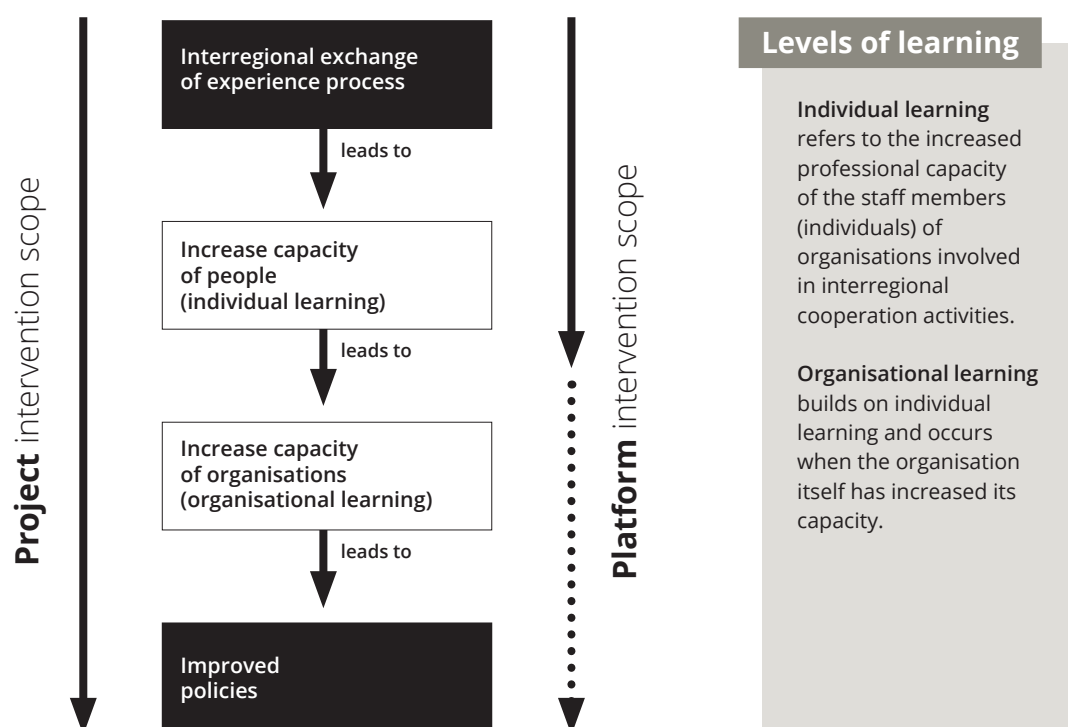 Project intervention scope
Interregional exchange
of experience process
leads to
Increase capacity
of people
(individual learning)
leads to
Increase capacity
of organisations
(organisational learning)
leads to
Improved
policies
Platform intervention scope
Levels of learning
Individual learning
refers to the increased
professional capacity
of the staff members
(individuals) of
organisations involved
in interregional
cooperation activities.
Organisational learning
builds on individual
learning and occurs
when the organisation
itself has increased its
capacity.